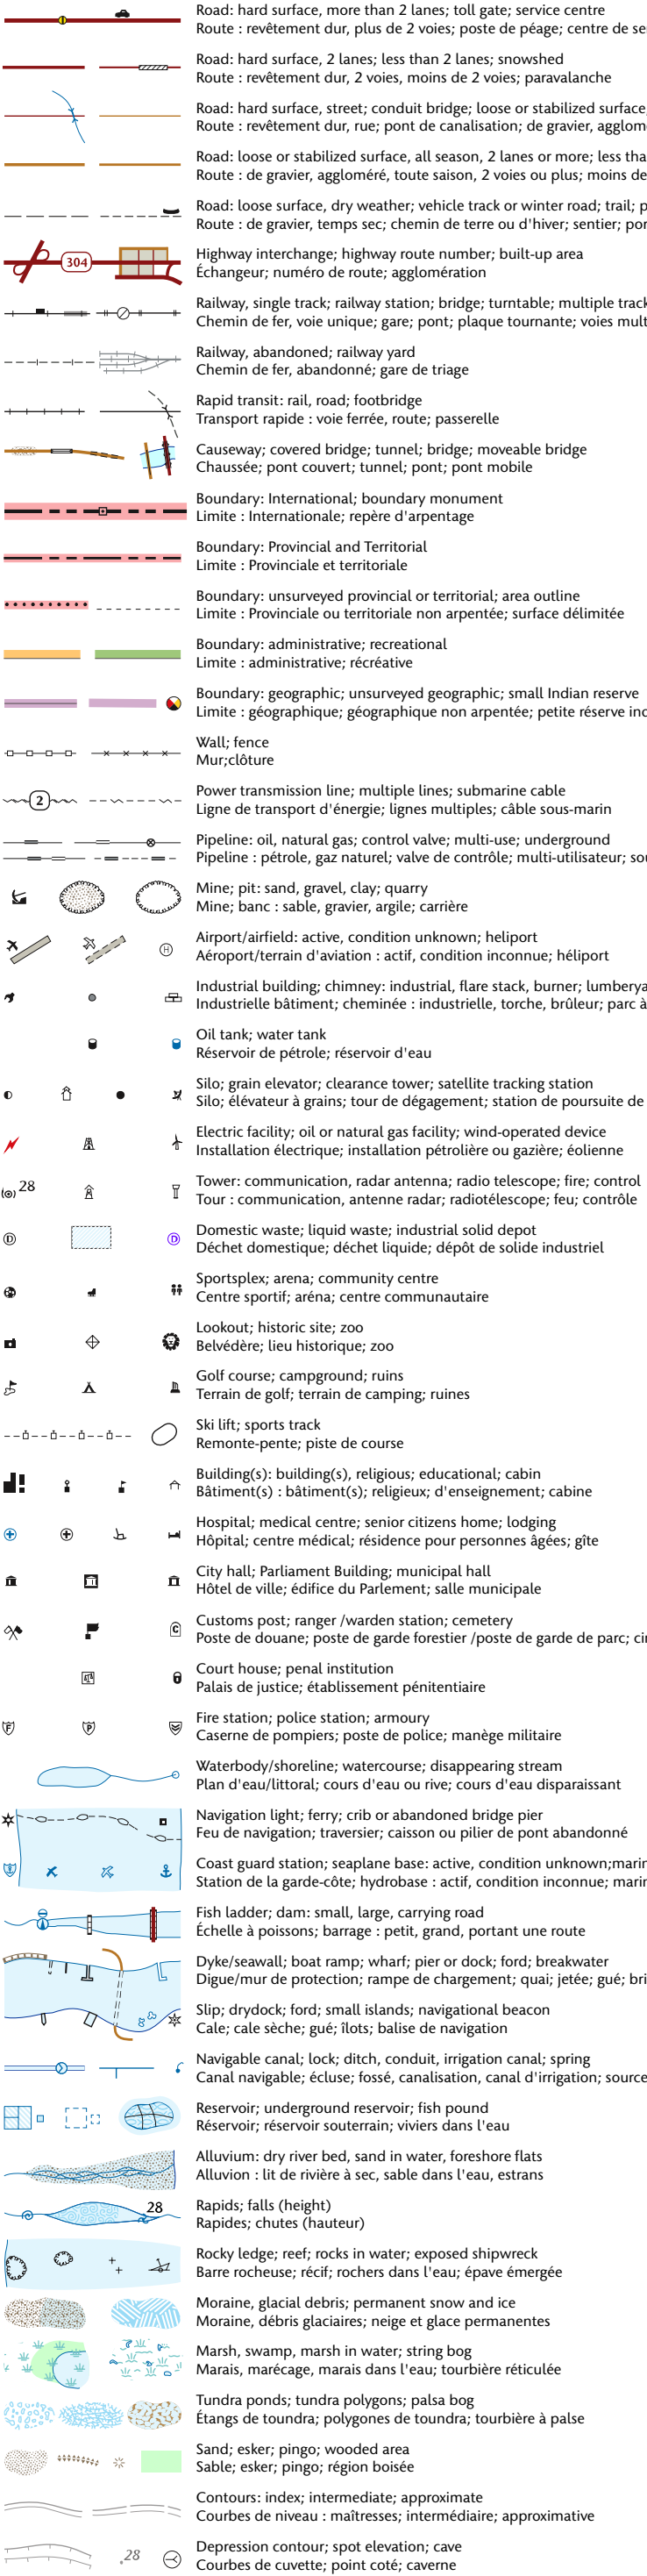 Road: hard surface, more than 2 lanes; toll gate; service centre
Route : revêtement dur, plus de 2 voies; poste de péage; centre de
Road: hard surface, 2 lanes; less than 2 lanes; snowshed
Route : revêtement dur, 2 voies, moins de 2 voies; paravalanche
Road: hard surface, street; conduit bridge; loose or stabilized surface,
Route : revêtement dur, rue; pont de canalisation; de gravier,
Road: loose or stabilized surface, all season, 2 lanes or more; less
Route : de gravier, aggloméré, toute saison, 2 voies ou plus; moins de
Road: loose surface, dry weather; vehicle track or winter road; trail;
Route : de gravier, temps sec; chemin de terre ou d'hiver; sentier;
304
Highway interchange; highway route number; built-up area
Échangeur; numéro de route; agglomération
Railway, single track; railway station; bridge; turntable; multiple
Chemin de fer, voie unique; gare; pont; plaque tournante; voies
Railway, abandoned; railway yard
Chemin de fer, abandonné; gare de triage
Rapid transit: rail, road; footbridge
Transport rapide : voie ferrée, route; passerelle
Causeway; covered bridge; tunnel; bridge; moveable bridge
Chaussée; pont couvert; tunnel; pont; pont mobile
Boundary: International; boundary monument
Limite : Internationale; repère d'arpentage
Boundary: Provincial and Territorial
Limite : Provinciale et territoriale
Boundary: unsurveyed provincial or territorial; area outline
Limite : Provinciale ou territoriale non arpentée; surface délimitée
Boundary: administrative; recreational
Limite : administrative; récréative
Boundary: geographic; unsurveyed geographic; small Indian reserve
Limite : géographique; géographique non arpentée; petite réserve
Wall; fence
Mur;clôture
2
Power transmission line; multiple lines; submarine cable
Ligne de transport d'énergie; lignes multiples; câble sous-marin
Pipeline: oil, natural gas; control valve; multi-use; underground
Pipeline : pétrole, gaz naturel; valve de contrôle; multi-utilisateur;
Mine; pit: sand, gravel, clay; quarry
Mine; banc : sable, gravier, argile; carrière
H
Airport/airfield: active, condition unknown; heliport
Aéroport/terrain d'aviation : actif, condition inconnue; héliport
Industrial building; chimney: industrial, flare stack, burner;
Industrielle bâtiment; cheminée : industrielle, torche, brûleur; parc à
Oil tank; water tank
Réservoir de pétrole; réservoir d'eau
Silo; grain elevator; clearance tower; satellite tracking station
Silo; élévateur à grains; tour de dégagement; station de poursuite de
Electric facility; oil or natural gas facility; wind-operated device
Installation électrique; installation pétrolière ou gazière; éolienne
28
Tower: communication, radar antenna; radio telescope; fire; control
Tour : communication, antenne radar; radiotélescope; feu; contrôle
D D
Domestic waste; liquid waste; industrial solid depot
Déchet domestique; déchet liquide; dépôt de solide industriel
Sportsplex; arena; community centre
Centre sportif; aréna; centre communautaire
Lookout; historic site; zoo
Belvédère; lieu historique; zoo
Golf course; campground; ruins
Terrain de golf; terrain de camping; ruines
Ski lift; sports track
Remonte-pente; piste de course
Building(s): building(s), religious; educational; cabin
Bâtiment(s) : bâtiment(s); religieux; d'enseignement; cabine
Hospital; medical centre; senior citizens home; lodging
Hôpital; centre médical; résidence pour personnes âgées; gîte
City hall; Parliament Building; municipal hall
Hôtel de ville; édifice du Parlement; salle municipale
C
Customs post; ranger /warden station; cemetery
Poste de douane; poste de garde forestier /poste de garde de parc;
Court house; penal institution
Palais de justice; établissement pénitentiaire
F P
Fire station; police station; armoury
Caserne de pompiers; poste de police; manège militaire
Waterbody/shoreline; watercourse; disappearing stream
Plan d'eau/littoral; cours d'eau ou rive; cours d'eau disparaissant
Navigation light; ferry; crib or abandoned bridge pier
Feu de navigation; traversier; caisson ou pilier de pont abandonné
Coast guard station; seaplane base: active, condition unknown;
Station de la garde-côte; hydrobase : actif, condition inconnue;
Fish ladder; dam: small, large, carrying road
Échelle à poissons; barrage : petit, grand, portant une route
Dyke/seawall; boat ramp; wharf; pier or dock; ford; breakwater
Digue/mur de protection; rampe de chargement; quai; jetée; gué;
Slip; drydock; ford; small islands; navigational beacon
Cale; cale sèche; gué; îlots; balise de navigation
Navigable canal; lock; ditch, conduit, irrigation canal; spring
Canal navigable; écluse; fossé, canalisation, canal d'irrigation; source
Reservoir; underground reservoir; fish pound
Réservoir; réservoir souterrain; viviers dans l'eau
Alluvium: dry river bed, sand in water, foreshore flats
Alluvion : lit de rivière à sec, sable dans l'eau, estrans
28
Rapids; falls (height)
Rapides; chutes (hauteur)
Rocky ledge; reef; rocks in water; exposed shipwreck
Barre rocheuse; récif; rochers dans l'eau; épave émergée
Moraine, glacial debris; permanent snow and ice
Moraine, débris glaciaires; neige et glace permanentes
Marsh, swamp, marsh in water; string bog
Marais, marécage, marais dans l'eau; tourbière réticulée
Tundra ponds; tundra polygons; palsa bog
Étangs de toundra; polygones de toundra; tourbière à palse
Sand; esker; pingo; wooded area
Sable; esker; pingo; région boisée
Contours: index; intermediate; approximate
Courbes de niveau : maîtresses; intermédiaire; approximative
.28
Depression contour; spot elevation; cave
Courbes de cuvette; point coté; caverne